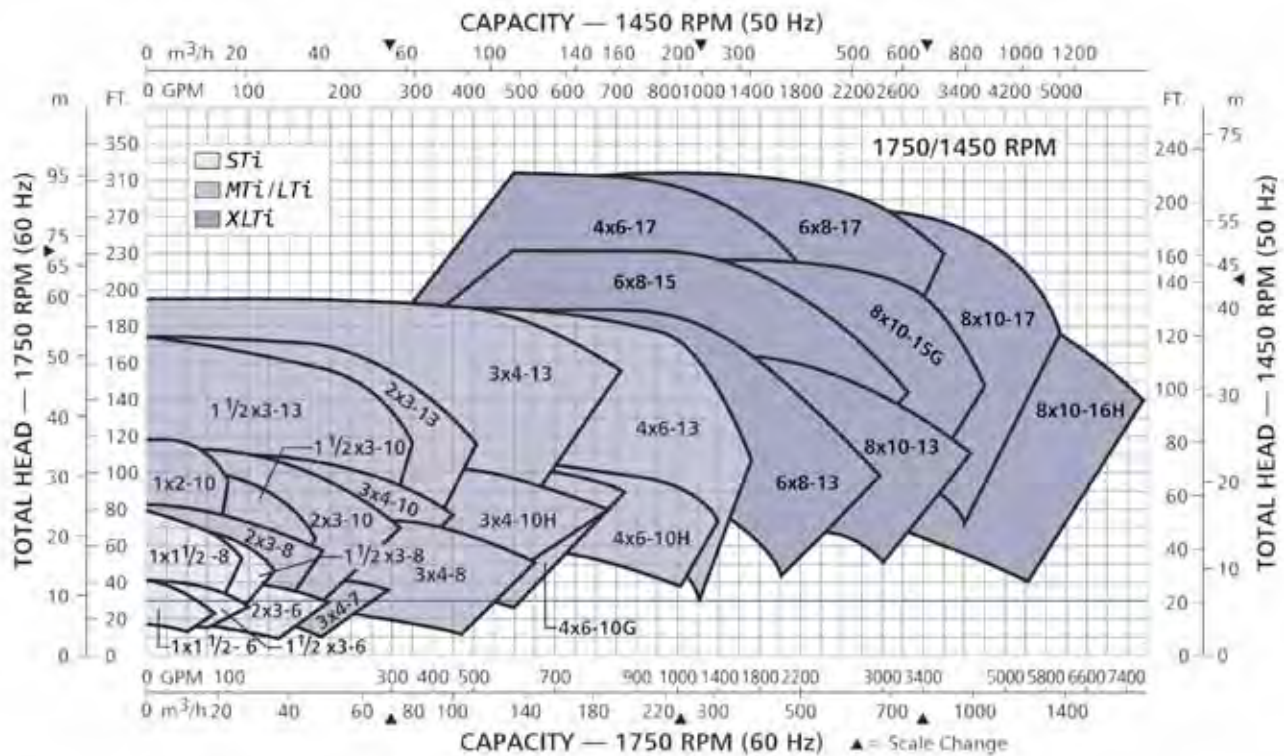 CAPACITY — 1450 RPM (50 Hz)
0 m³/h 20 40 60 100 140 160 200 300 500 600 800 1000 1200
0 GPM 100 200 300 400 500 600 700 800 1000 1400 1800 2200 2600 3400 4200 5000
m FT. FT. m
1750/1450 RPM
STi
MTi/LTi
XLTi
TOTAL HEAD — 1750 RPM (60 Hz)
95
75
65
60
50
40
30
20
10
0
350
310
270
230
200
180
160
140
120
100
80
60
40
20
0
4x6-17
6x8-17
6x8-15
8x10-15G
8x10-17
3x4-13
2x3-13
1 1/2x3-13
1 1/2x3-10
4x6-13
8x10-16H
8x10-13
6x8-13
1x2-10
3x4-10
2x3-10
3x4-10H
4x6-10H
2x3-8
1x1 1/2 -8
1 1/2 x3-8
3x4-8
2x3-6
3x4-7
4x6-10G
1x1 1/2- 6
1 1/2 x3-6
240
200
160
140
120
100
80
60
40
20
0
75
55
45
40
30
20
10
0
TOTAL HEAD — 1450 RPM (50 Hz)
0 GPM 100 300 400 500 700 900 1000 1400 1800 2200 3000 3400 5000 5800 6600 7400
0 m³/h 20 40 60 80 100 140 180 220 300 500 700 1000 1400
CAPACITY — 1750 RPM (60 Hz) ▲ = Scale Change